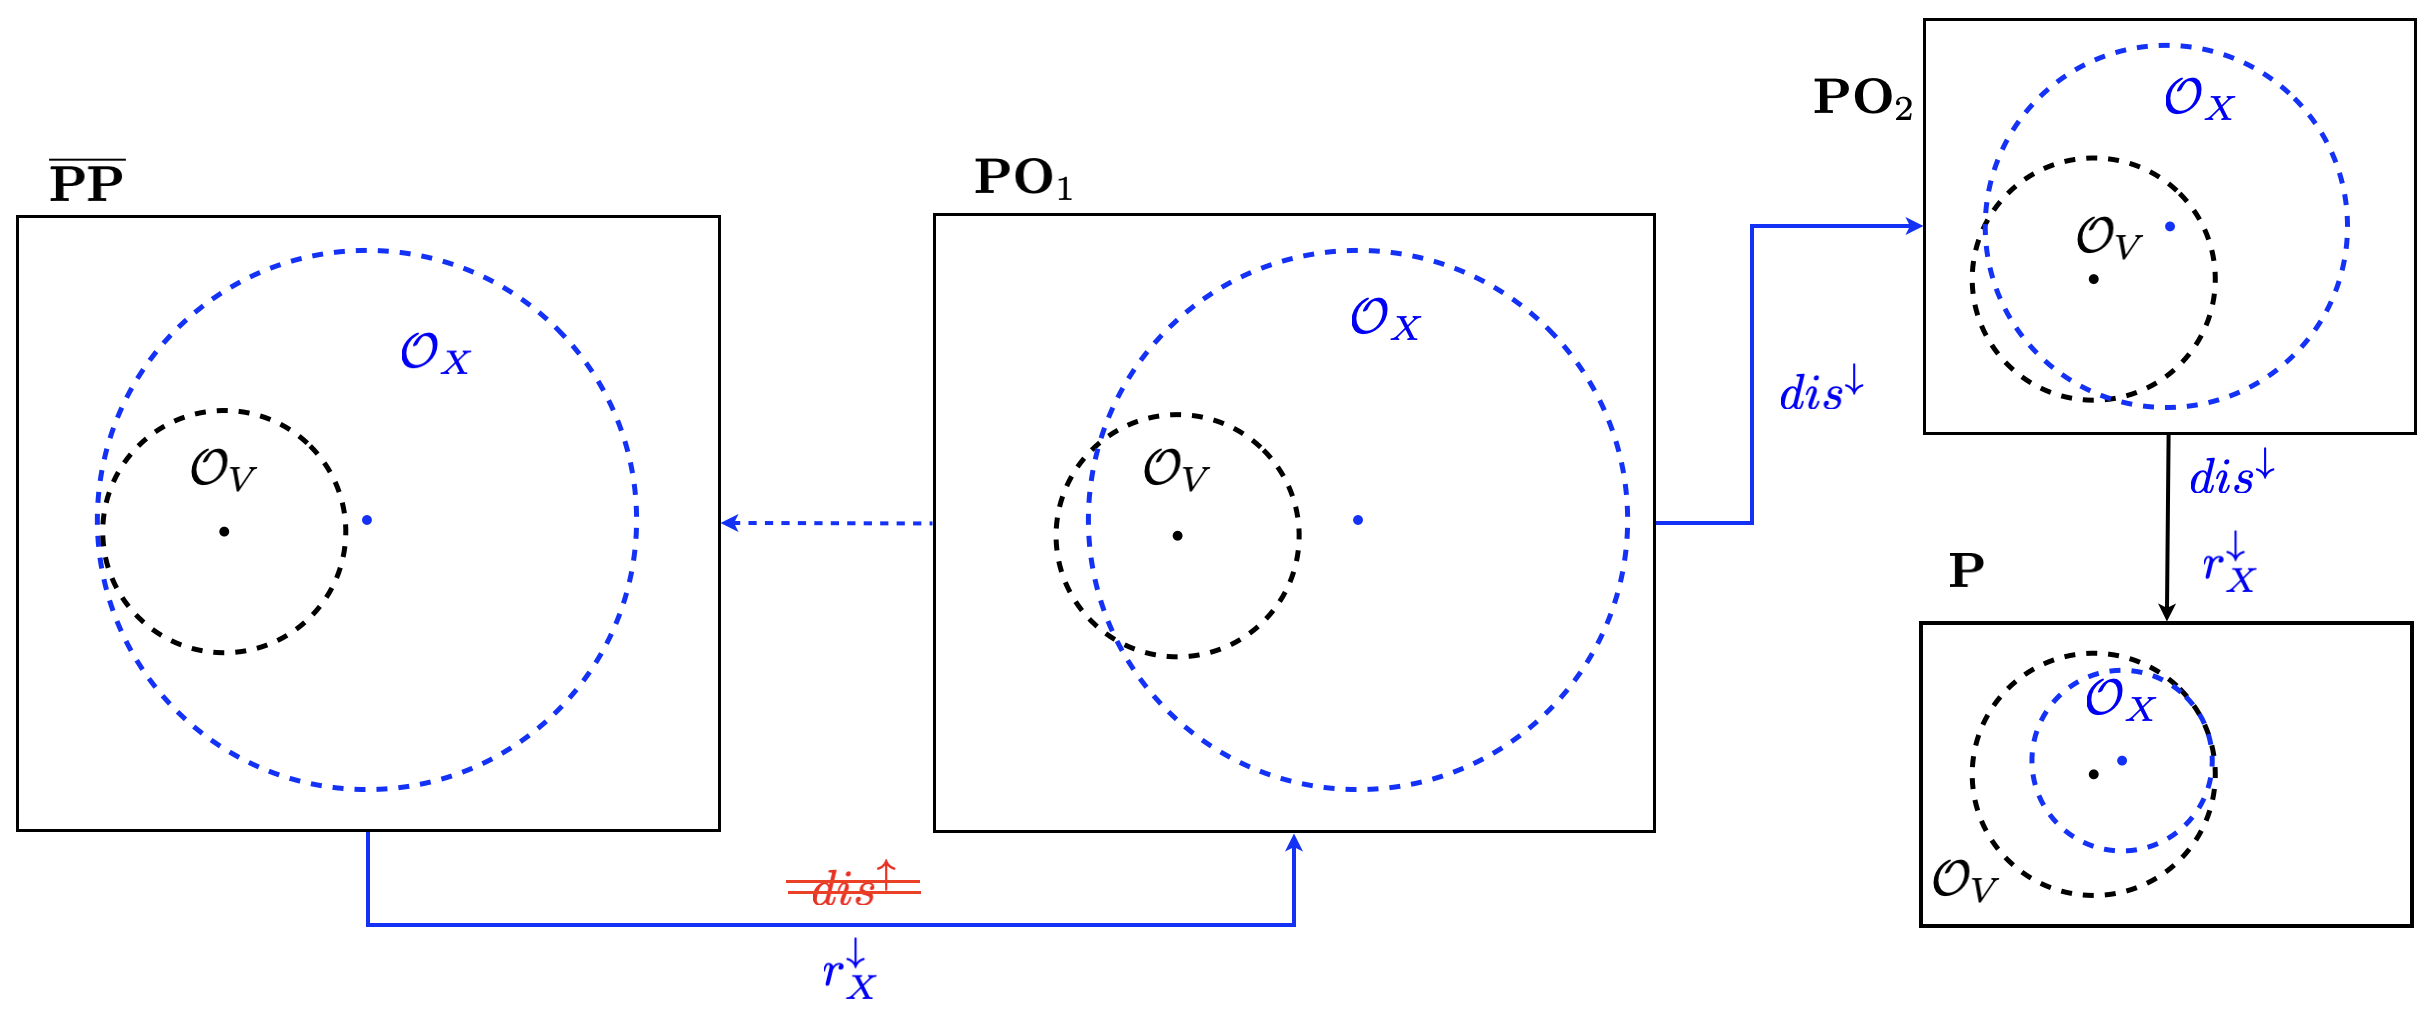 $\overline{\mathbf{PP}}$
$\mathcal{O}_X$
$\mathcal{O}_V$
$\mathbf{PO}_1$
$\mathcal{O}_X$
$\mathcal{O}_V$
$dis^{\uparrow}$
$r_X^{\downarrow}$
$dis^{\downarrow}$
$\mathbf{PO}_2$
$\mathcal{O}_X$
$\mathcal{O}_V$
$dis^{\downarrow}$
$r_X^{\downarrow}$
$\mathbf{P}$
$\mathcal{O}_X$
$\mathcal{O}_V$